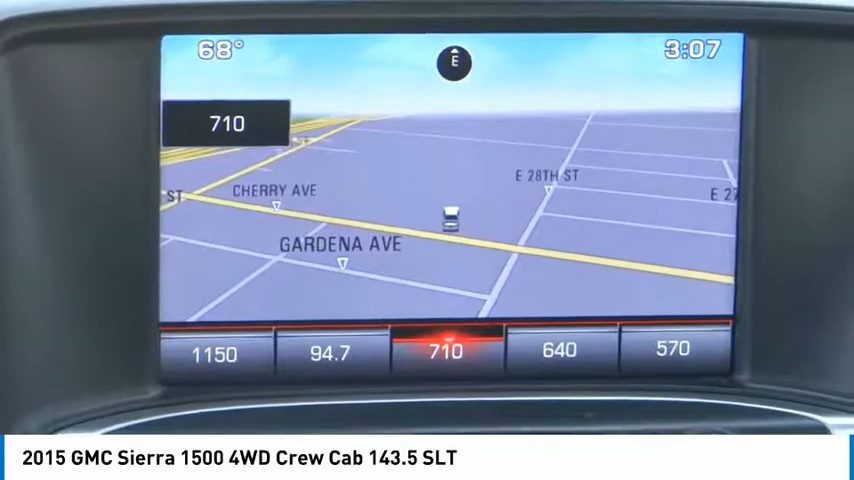 68°
E
3:07
710
E 28TH ST
ST
CHERRY AVE
E 27
GARDENA AVE
1150
94.7
710
640
570
2015 GMC Sierra 1500 4WD Crew Cab 143.5 SLT